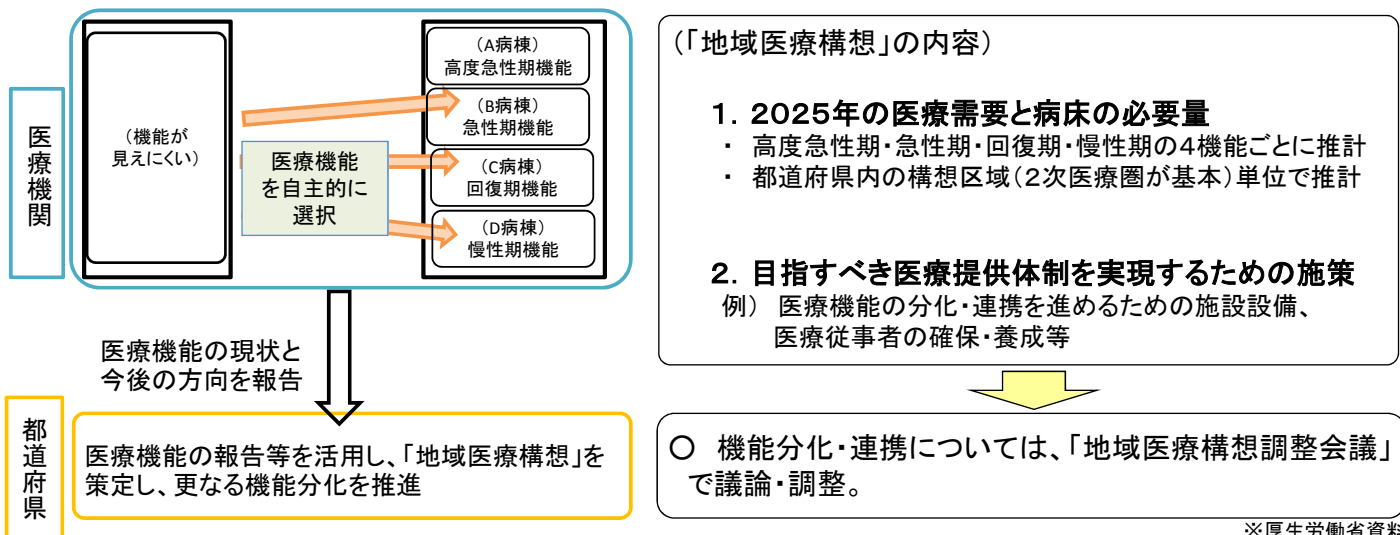 医療機関
（機能が
見えにくい）
医療機能
を自主的に
選択
（A病棟）
高度急性期機能
（B病棟）
急性期機能
（C病棟）
回復期機能
（D病棟）
慢性期機能
医療機能の現状と
今後の方向を報告
都道府県
医療機能の報告等を活用し、「地域医療構想」を
策定し、更なる機能分化を推進
（「地域医療構想」の内容）
１．２０２５年の医療需要と病床の必要量
・ 高度急性期・急性期・回復期・慢性期の４機能ごとに推計
・ 都道府県内の構想区域（２次医療圏が基本）単位で推計
２．目指すべき医療提供体制を実現するための施策
例） 医療機能の分化・連携を進めるための施設設備、
医療従事者の確保・養成等
○ 機能分化・連携については、「地域医療構想調整会議」
で議論・調整。
※厚生労働省資料